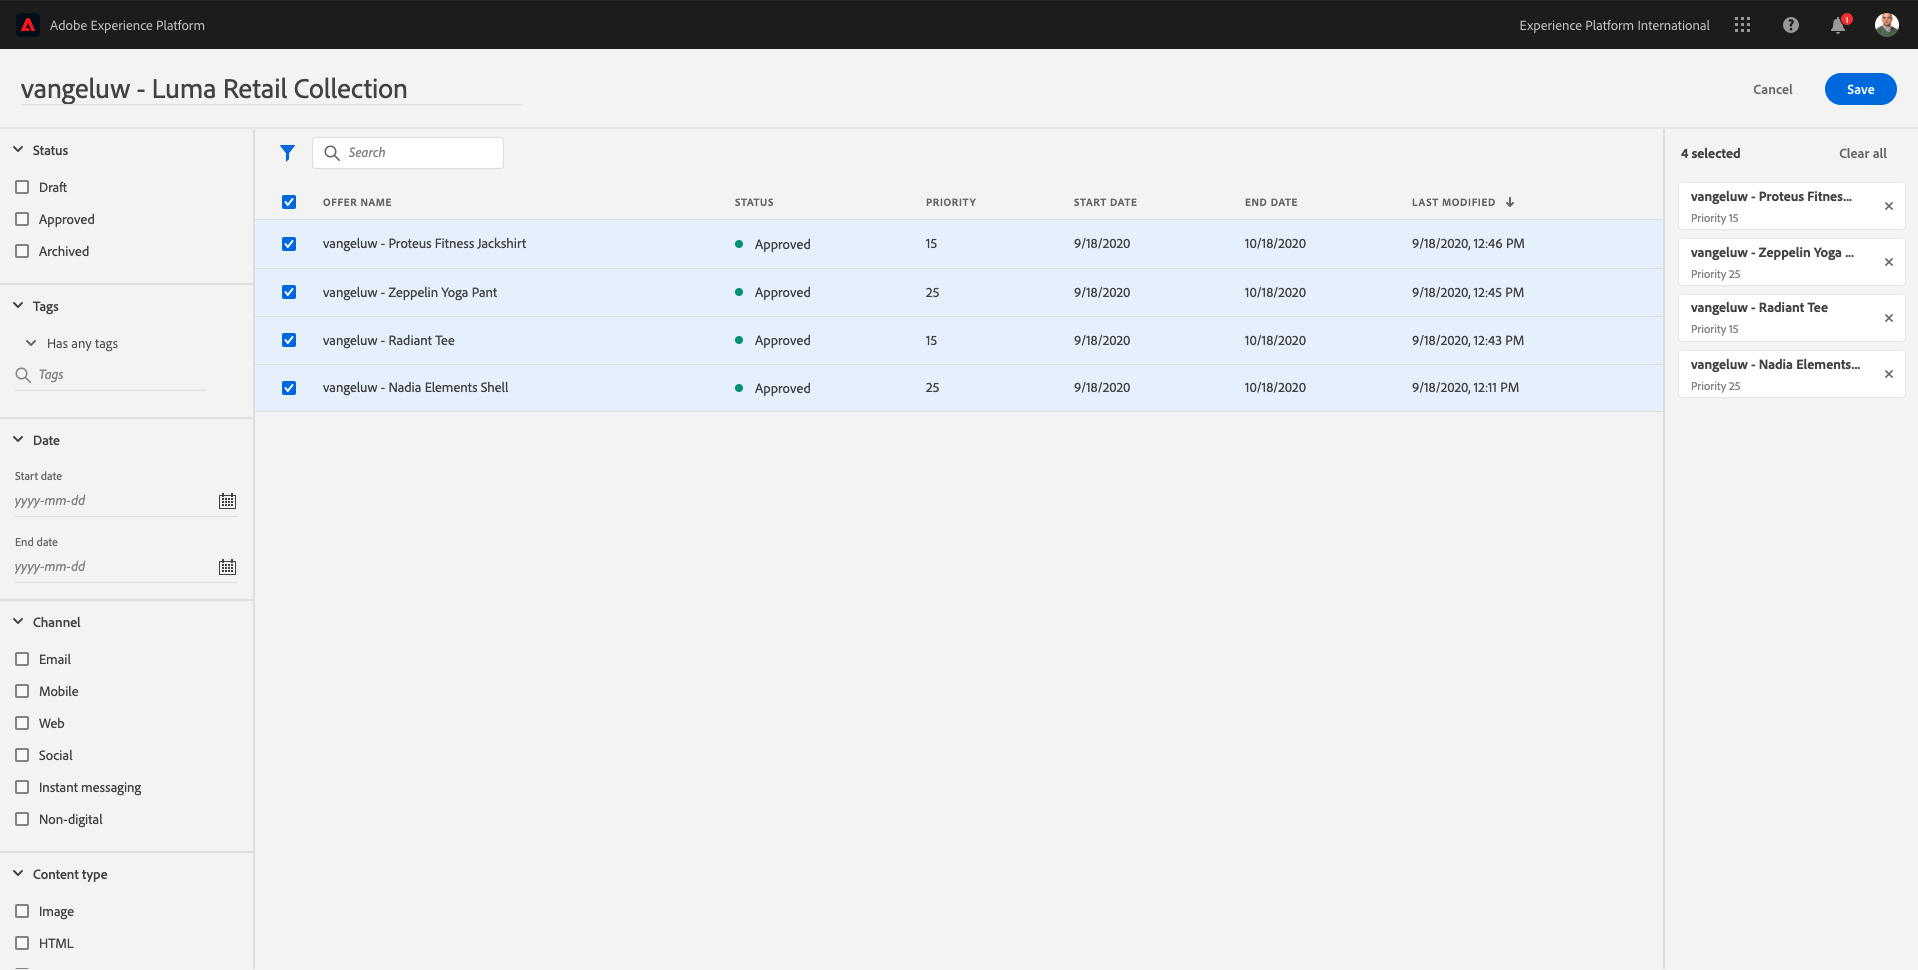 Adobe Experience Platform
Experience Platform International
1
vangeluw - Luma Retail Collection
Cancel
Save
Status
Draft
Approved
Archived
Tags
Has any tags
Tags
Date
Start date
yyyy-mm-dd
End date
yyyy-mm-dd
Channel
Email
Mobile
Web
Social
Instant messaging
Non-digital
Content type
Image
HTML
Search
OFFER NAME STATUS PRIORITY START DATE END DATE LAST MODIFIED
vangeluw - Proteus Fitness Jackshirt Approved 15 9/18/2020 10/18/2020 9/18/2020, 12:46 PM
vangeluw - Zeppelin Yoga Pant Approved 25 9/18/2020 10/18/2020 9/18/2020, 12:45 PM
vangeluw - Radiant Tee Approved 15 9/18/2020 10/18/2020 9/18/2020, 12:43 PM
vangeluw - Nadia Elements Shell Approved 25 9/18/2020 10/18/2020 9/18/2020, 12:11 PM
4 selected
Clear all
vangeluw - Proteus Fitnes...
Priority 15
vangeluw - Zeppelin Yoga ...
Priority 25
vangeluw - Radiant Tee
Priority 15
vangeluw - Nadia Elements...
Priority 25